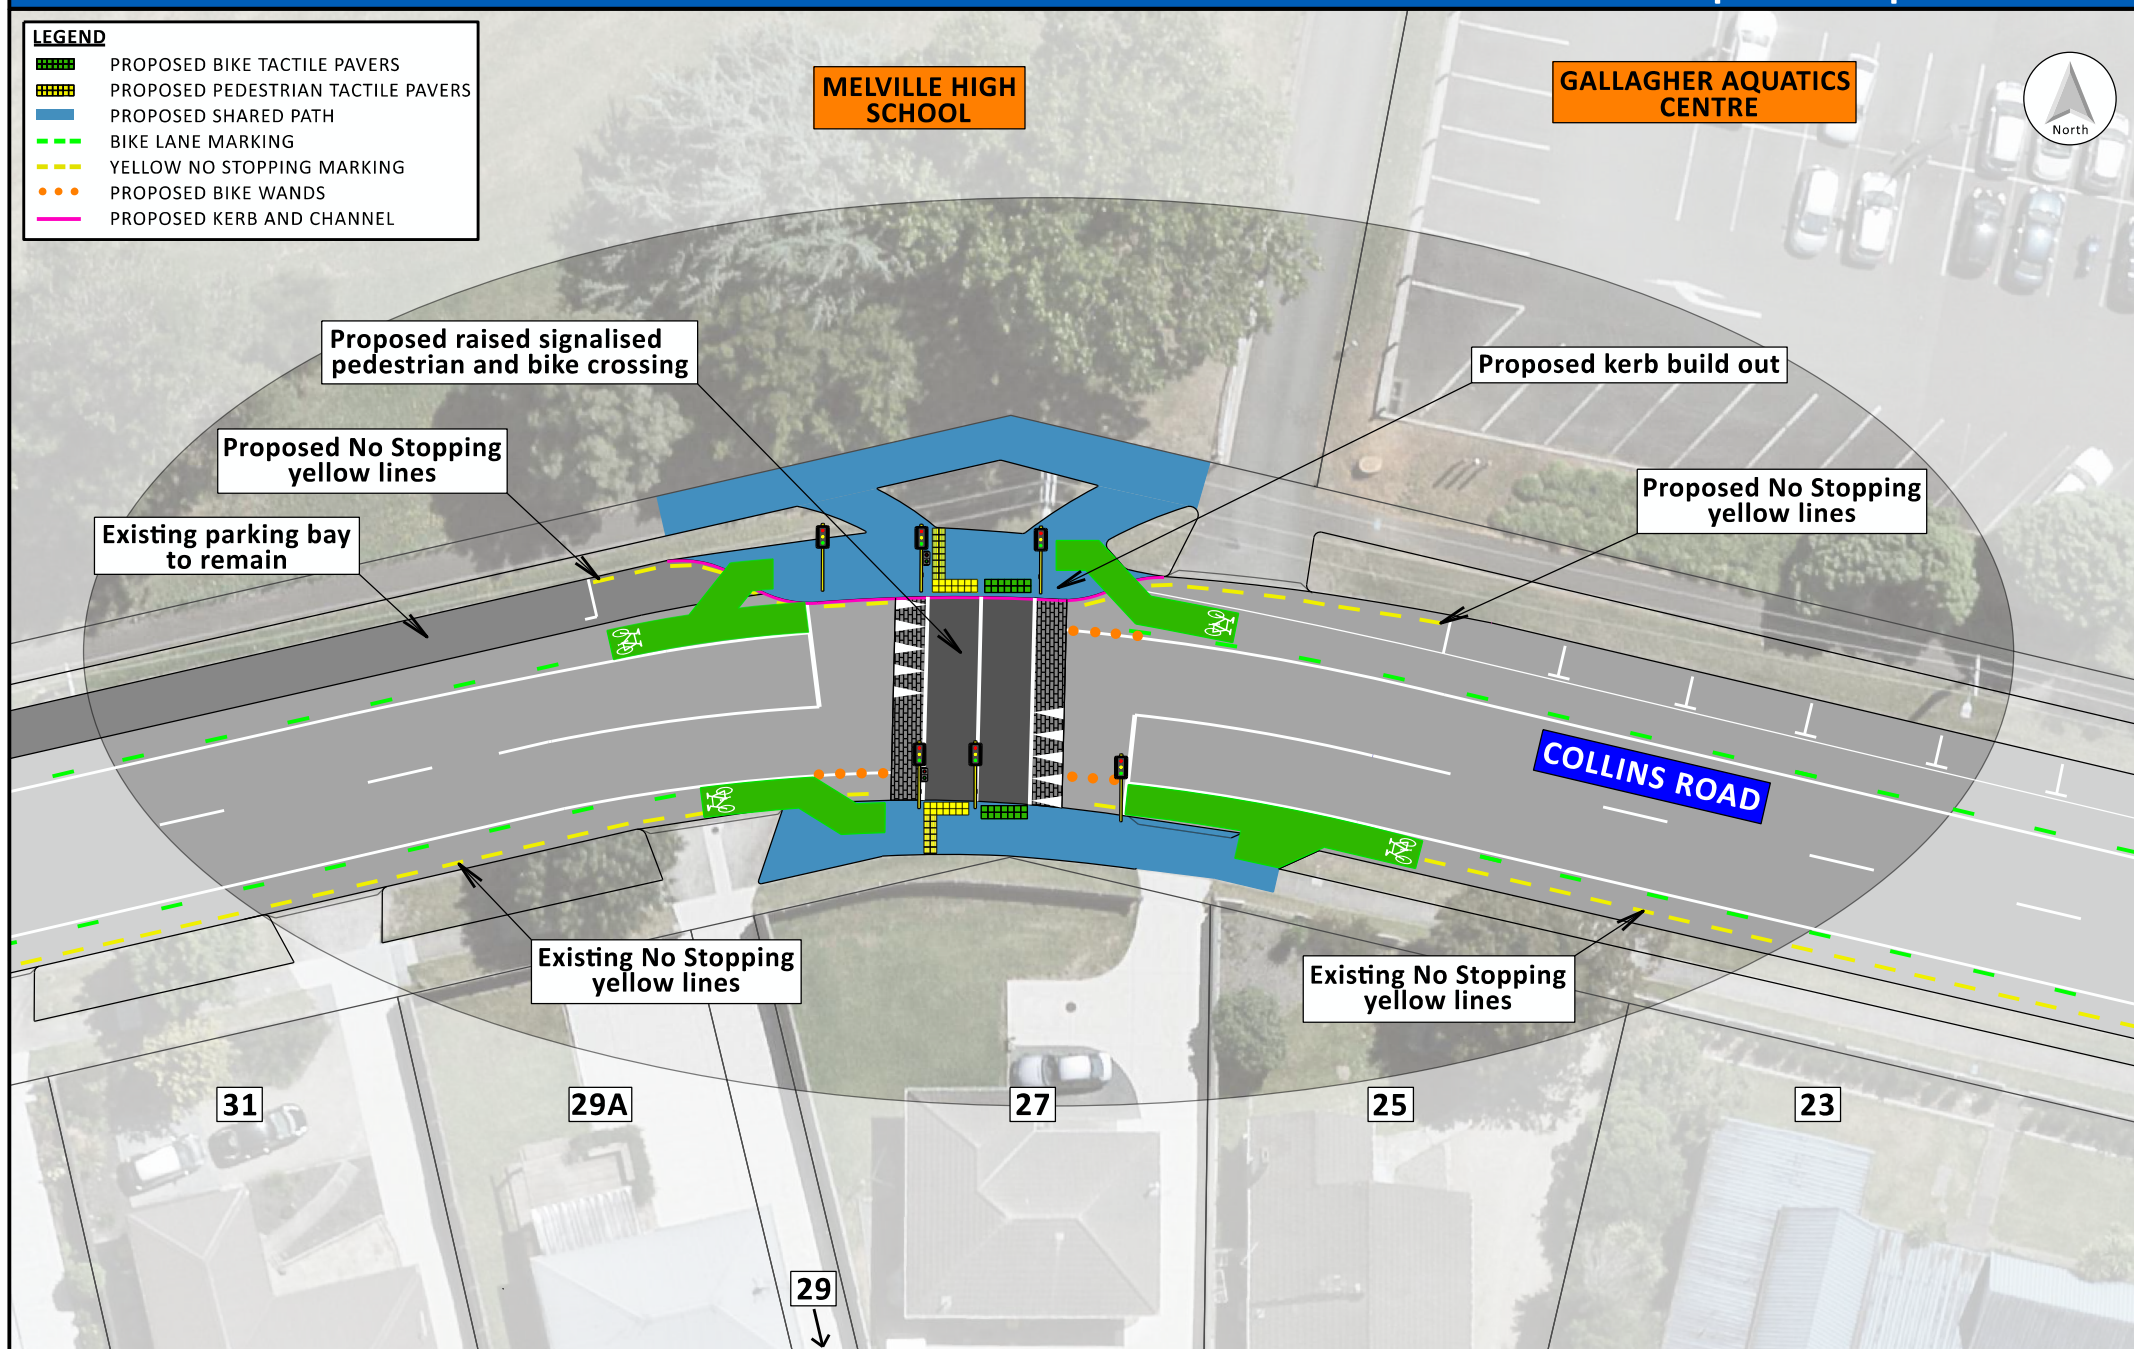 LEGEND
PROPOSED BIKE TACTILE PAVERS
PROPOSED PEDESTRIAN TACTILE PAVERS
PROPOSED SHARED PATH
BIKE LANE MARKING
YELLOW NO STOPPING MARKING
PROPOSED BIKE WANDS
PROPOSED KERB AND CHANNEL
MELVILLE HIGH
SCHOOL
GALLAGHER AQUATICS
CENTRE
North
Proposed raised signalised
pedestrian and bike crossing
Proposed kerb build out
Proposed No Stopping
yellow lines
Proposed No Stopping
yellow lines
Existing parking bay
to remain
COLLINS ROAD
Existing No Stopping
yellow lines
Existing No Stopping
yellow lines
31
29A
27
25
23
29